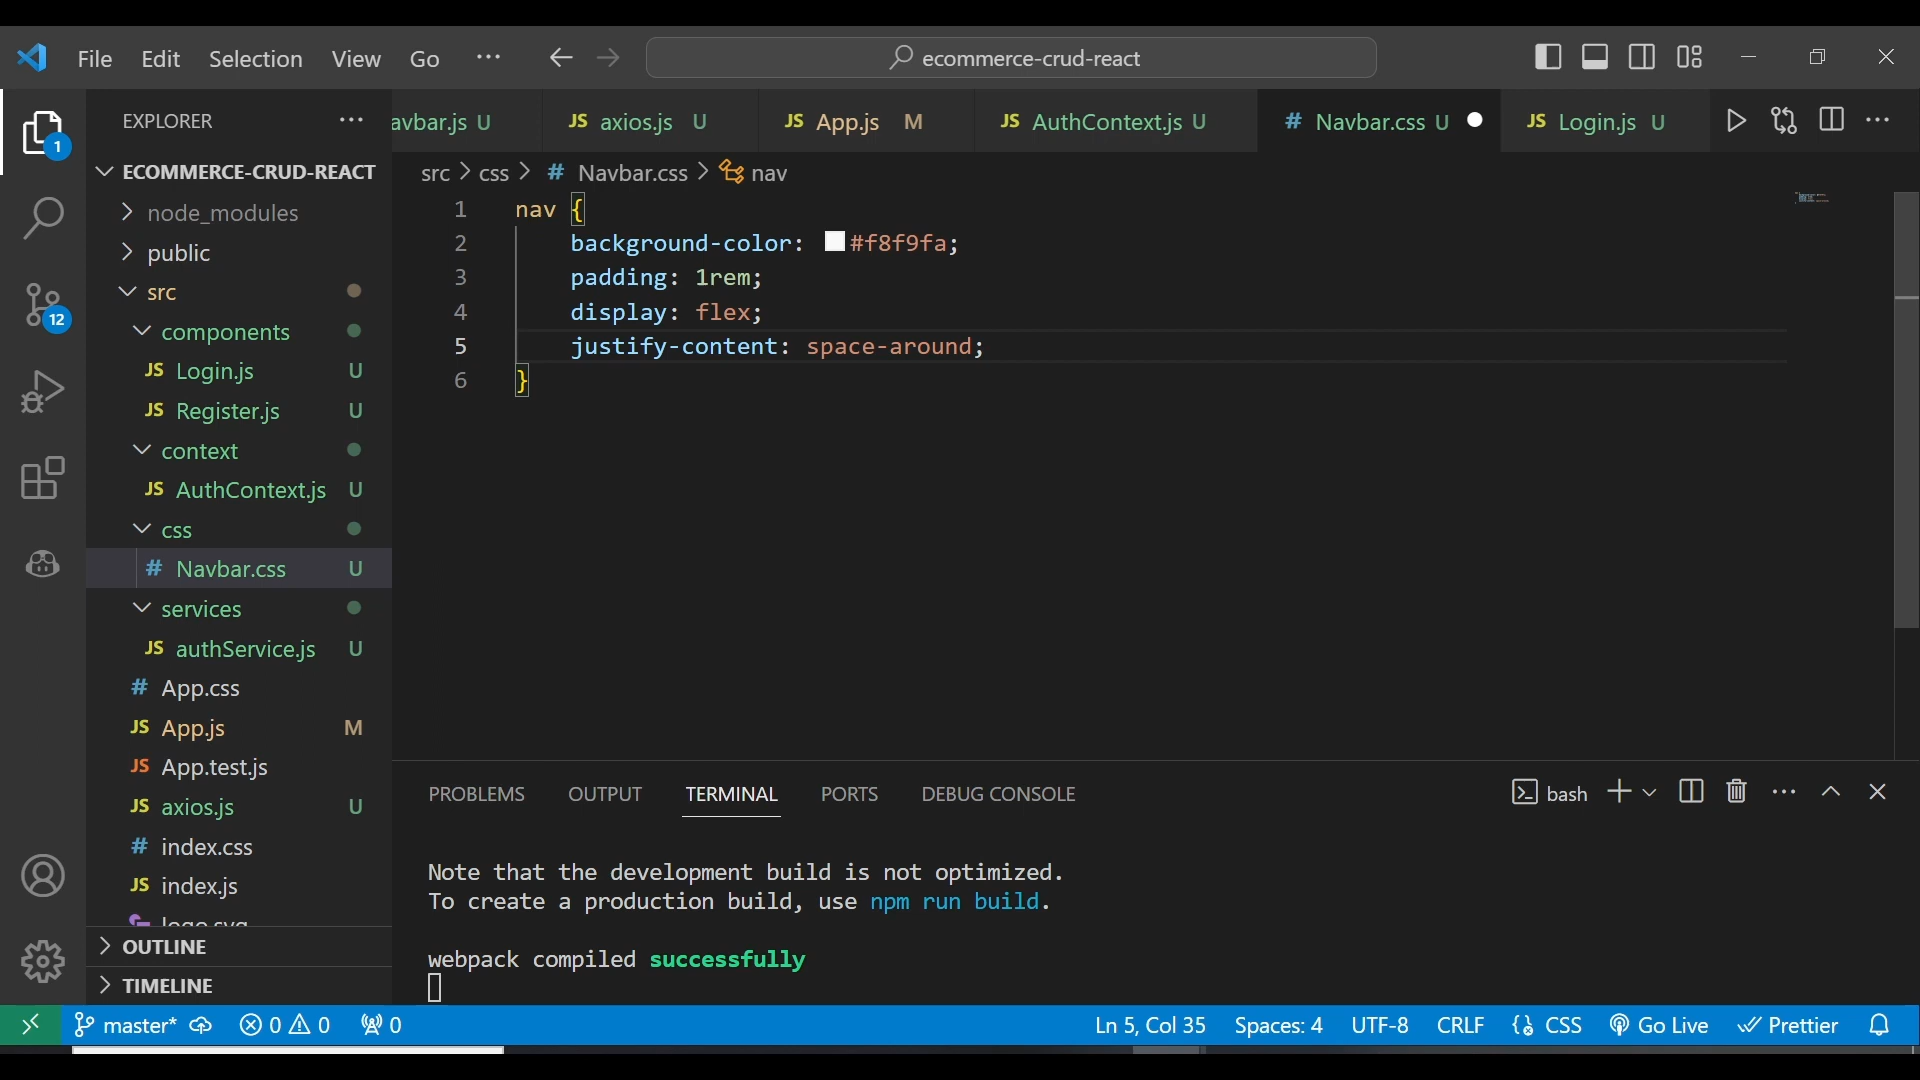 File Edit Selection View Go ··· ecommerce-crud-react
EXPLORER ···
avbar.js U JS axios.js U JS App.js M JS AuthContext.js U # Navbar.css U JS Login.js U ···
1
ECOMMERCE-CRUD-REACT
src > css > # Navbar.css > nav
node_modules
public
src
components
JS Login.js U
JS Register.js U
context
JS AuthContext.js U
css
# Navbar.css U
services
JS authService.js U
# App.css
JS App.js M
JS App.test.js
JS axios.js U
# index.css
JS index.js
logo.svg
OUTLINE
TIMELINE
12
1 nav {
2 background-color: #f8f9fa;
3 padding: 1rem;
4 display: flex;
5 justify-content: space-around;
6 }
PROBLEMS OUTPUT TERMINAL PORTS DEBUG CONSOLE bash ···
Note that the development build is not optimized.
To create a production build, use npm run build.
webpack compiled successfully
master* 0 0 0 Ln 5, Col 35 Spaces: 4 UTF-8 CRLF {} CSS Go Live Prettier